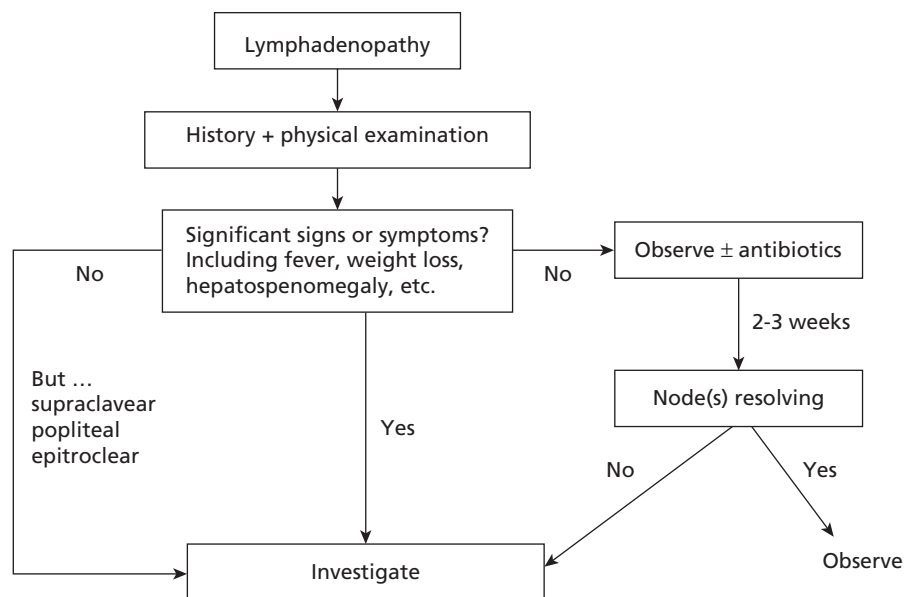 Lymphadenopathy
History + physical examination
Significant signs or symptoms?
Including fever, weight loss,
hepatospenomegaly, etc.
No
No
Observe ± antibiotics
2-3 weeks
But ...
supraclavear
popliteal
epitroclear
Yes
Node(s) resolving
No
Yes
Investigate
Observe